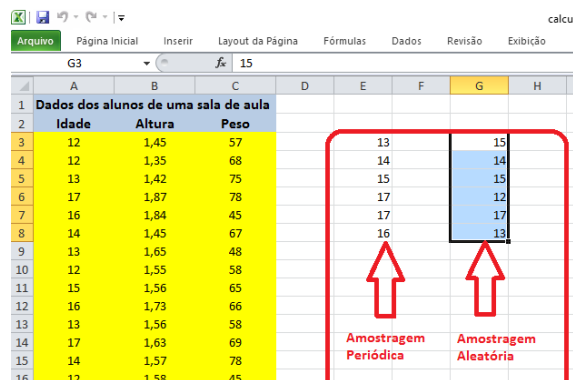 calcu
Arquivo Página Inicial Inserir Layout da Página Fórmulas Dados Revisão Exibição
G3 fx 15
A B C D E F G H
1 Dados dos alunos de uma sala de aula
2 Idade Altura Peso
3 12 1,45 57 13 15
4 12 1,35 68 14 14
5 13 1,42 75 15 15
6 17 1,87 78 17 12
7 16 1,84 45 17 17
8 14 1,45 67 16 13
9 13 1,65 48
10 12 1,55 58
11 15 1,56 65
12 16 1,73 66
13 13 1,56 58
14 17 1,63 69 Amostragem Amostragem
15 14 1,57 78 Periódica Aleatória
16 12 1,58 45